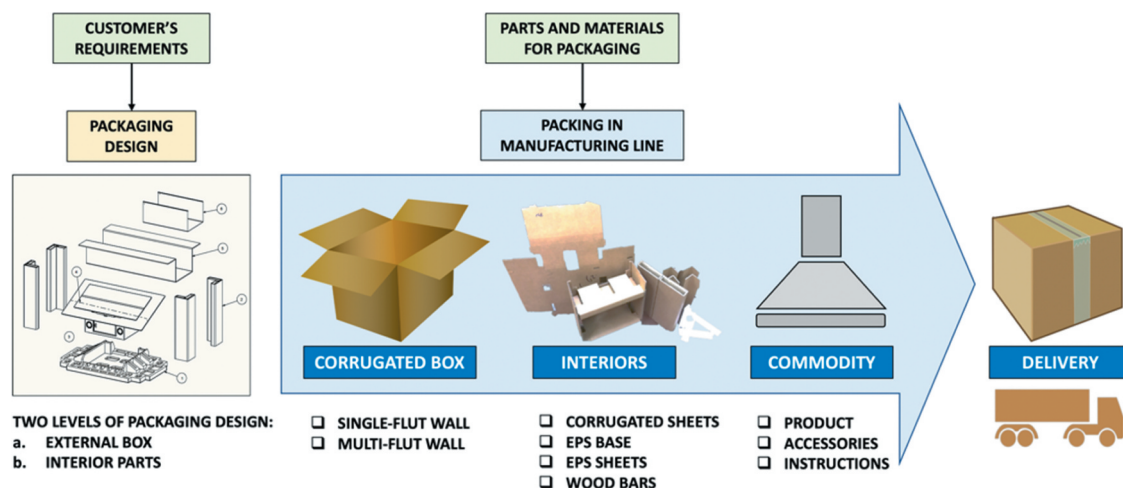 CUSTOMER'S
REQUIREMENTS
PARTS AND MATERIALS
FOR PACKAGING
PACKAGING
DESIGN
PACKING IN
MANUFACTURING LINE
CORRUGATED BOX
INTERIORS
COMMODITY
DELIVERY
TWO LEVELS OF PACKAGING DESIGN:
a. EXTERNAL BOX
b. INTERIOR PARTS
❑ SINGLE-FLUT WALL
❑ MULTI-FLUT WALL
❑ CORRUGATED SHEETS
❑ EPS BASE
❑ EPS SHEETS
❑ WOOD BARS
❑ PRODUCT
❑ ACCESSORIES
❑ INSTRUCTIONS